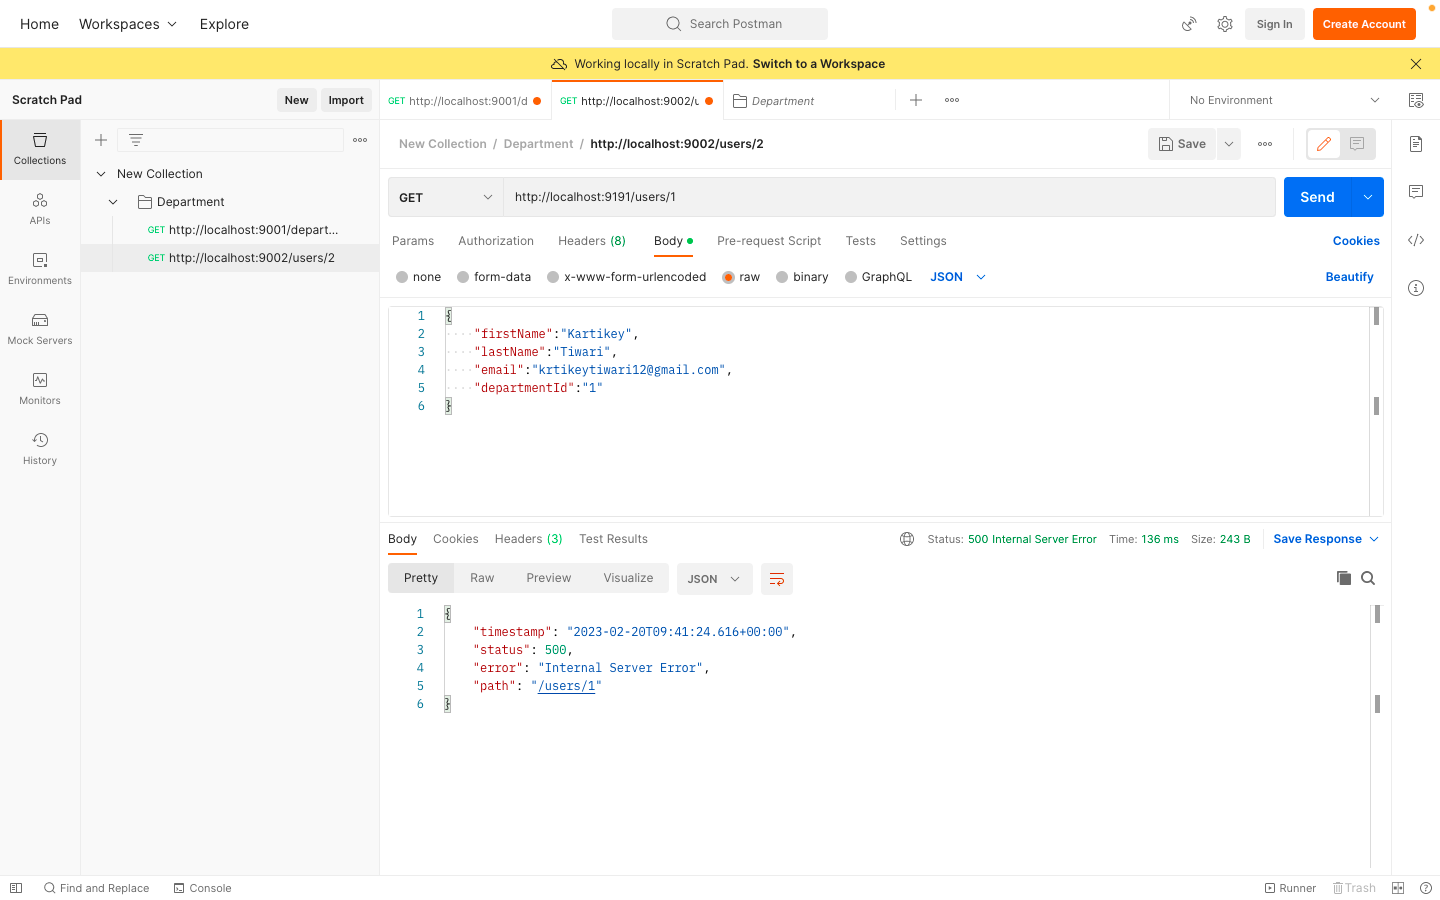 Home Workspaces Explore Search Postman Sign In Create Account
Working locally in Scratch Pad. Switch to a Workspace
Scratch Pad New Import
GET http://localhost:9001/d GET http://localhost:9002/u Department No Environment
Collections
APIs
Environments
Mock Servers
Monitors
History
New Collection
Department
GET http://localhost:9001/depart...
GET http://localhost:9002/users/2
New Collection / Department / http://localhost:9002/users/2 Save
GET http://localhost:9191/users/1 Send
Params Authorization Headers (8) Body Pre-request Script Tests Settings Cookies
none form-data x-www-form-urlencoded raw binary GraphQL JSON Beautify
1 {
2 "firstName":"Kartikey",
3 "lastName":"Tiwari",
4 "email":"krtikeytiwari12@gmail.com",
5 "departmentId":"1"
6 }
Body Cookies Headers (3) Test Results Status: 500 Internal Server Error Time: 136 ms Size: 243 B Save Response
Pretty Raw Preview Visualize JSON
1 {
2 "timestamp": "2023-02-20T09:41:24.616+00:00",
3 "status": 500,
4 "error": "Internal Server Error",
5 "path": "/users/1"
6 }
Find and Replace Console Runner Trash